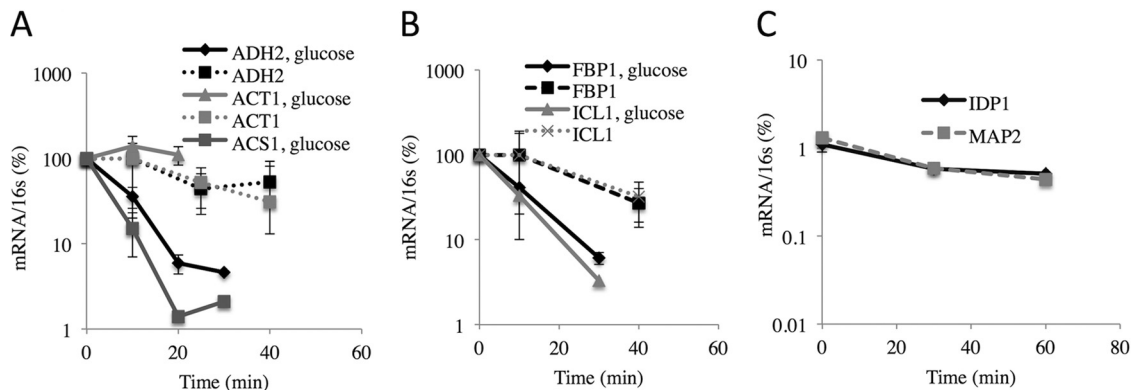 A
ADH2, glucose
ADH2
ACT1, glucose
ACT1
ACS1, glucose
mRNA/16s (%)
1000
100
10
1
0 20 40 60
Time (min)
B
FBP1, glucose
FBP1
ICL1, glucose
ICL1
mRNA/16s (%)
1000
100
10
1
0 20 40 60
Time (min)
C
IDP1
MAP2
mRNA/16s (%)
10
1
0.1
0.01
0 20 40 60 80
Time (min)